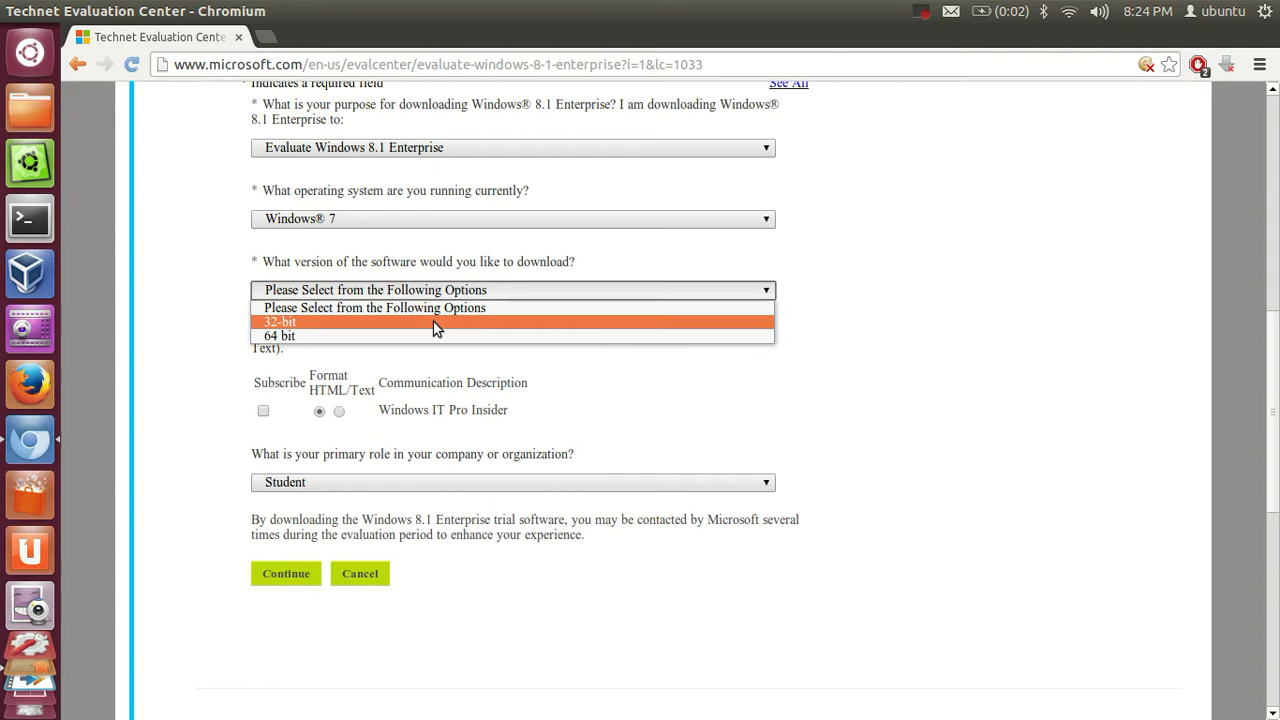 Technet Evaluation Center - Chromium
(0:02)
8:24 PM
ubuntu
Technet Evaluation Cente
www.microsoft.com/en-us/evalcenter/evaluate-windows-8-1-enterprise?i=1&lc=1033
2
* Indicates a required field
See All
* What is your purpose for downloading Windows® 8.1 Enterprise? I am downloading Windows®
8.1 Enterprise to:
Evaluate Windows 8.1 Enterprise
* What operating system are you running currently?
Windows® 7
* What version of the software would you like to download?
Please Select from the Following Options
Please Select from the Following Options
32-bit
64 bit
Text).
Subscribe
Format
HTML/Text
Communication Description
Windows IT Pro Insider
What is your primary role in your company or organization?
Student
By downloading the Windows 8.1 Enterprise trial software, you may be contacted by Microsoft several
times during the evaluation period to enhance your experience.
Continue
Cancel